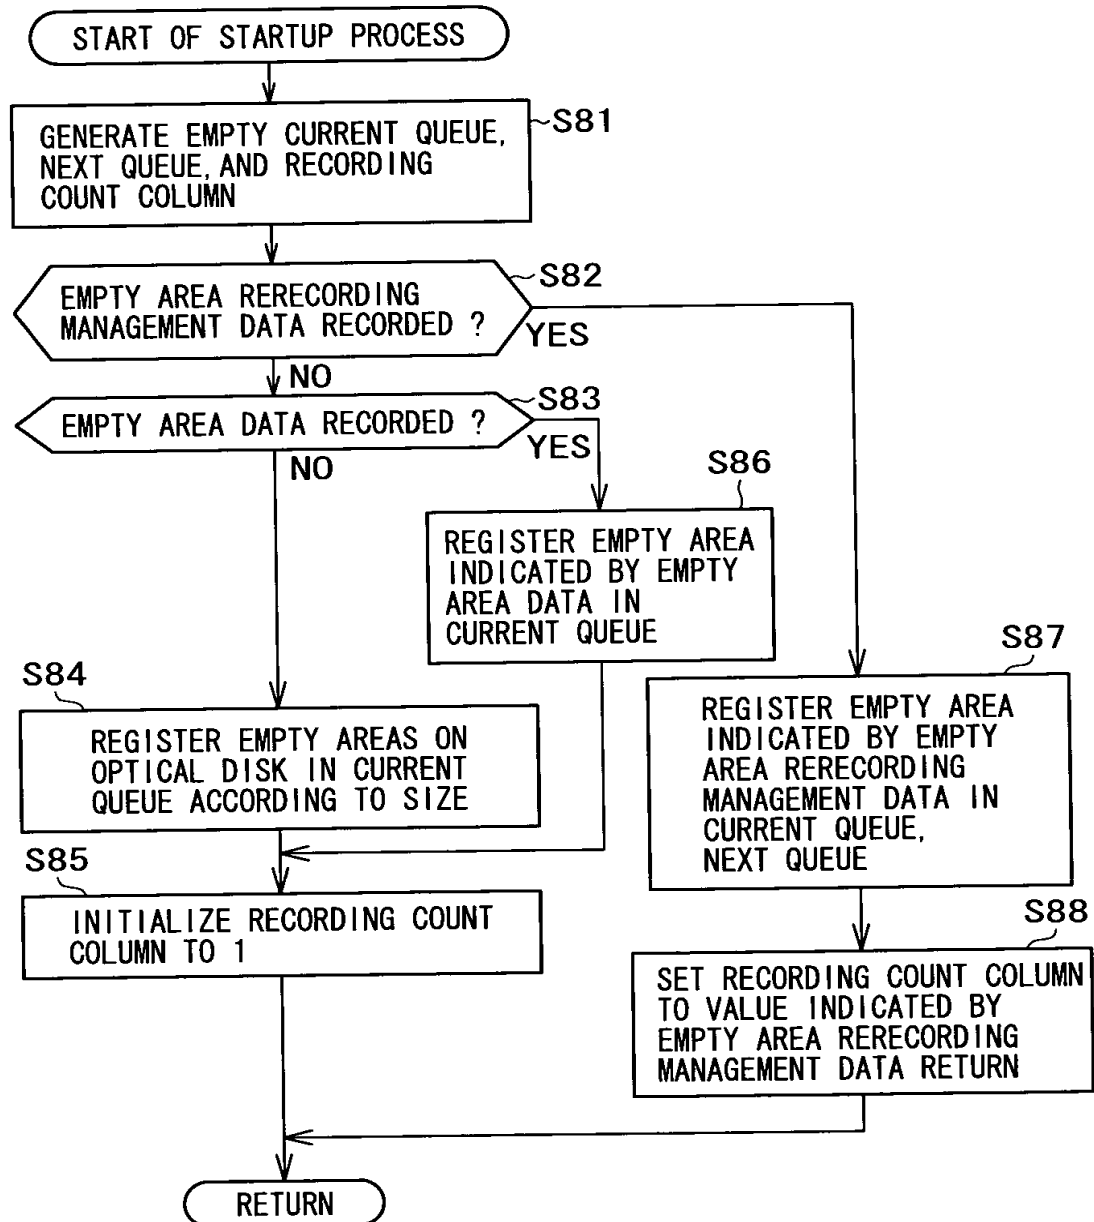 START OF STARTUP PROCESS
S81
GENERATE EMPTY CURRENT QUEUE,
NEXT QUEUE, AND RECORDING
COUNT COLUMN
S82
EMPTY AREA RERECORDING
MANAGEMENT DATA RECORDED ?
YES
NO
S83
EMPTY AREA DATA RECORDED ?
YES
NO
S86
REGISTER EMPTY AREA
INDICATED BY EMPTY
AREA DATA IN
CURRENT QUEUE
S84
REGISTER EMPTY AREAS ON
OPTICAL DISK IN CURRENT
QUEUE ACCORDING TO SIZE
S87
REGISTER EMPTY AREA
INDICATED BY EMPTY
AREA RERECORDING
MANAGEMENT DATA IN
CURRENT QUEUE,
NEXT QUEUE
S85
INITIALIZE RECORDING COUNT
COLUMN TO 1
S88
SET RECORDING COUNT COLUMN
TO VALUE INDICATED BY
EMPTY AREA RERECORDING
MANAGEMENT DATA RETURN
RETURN